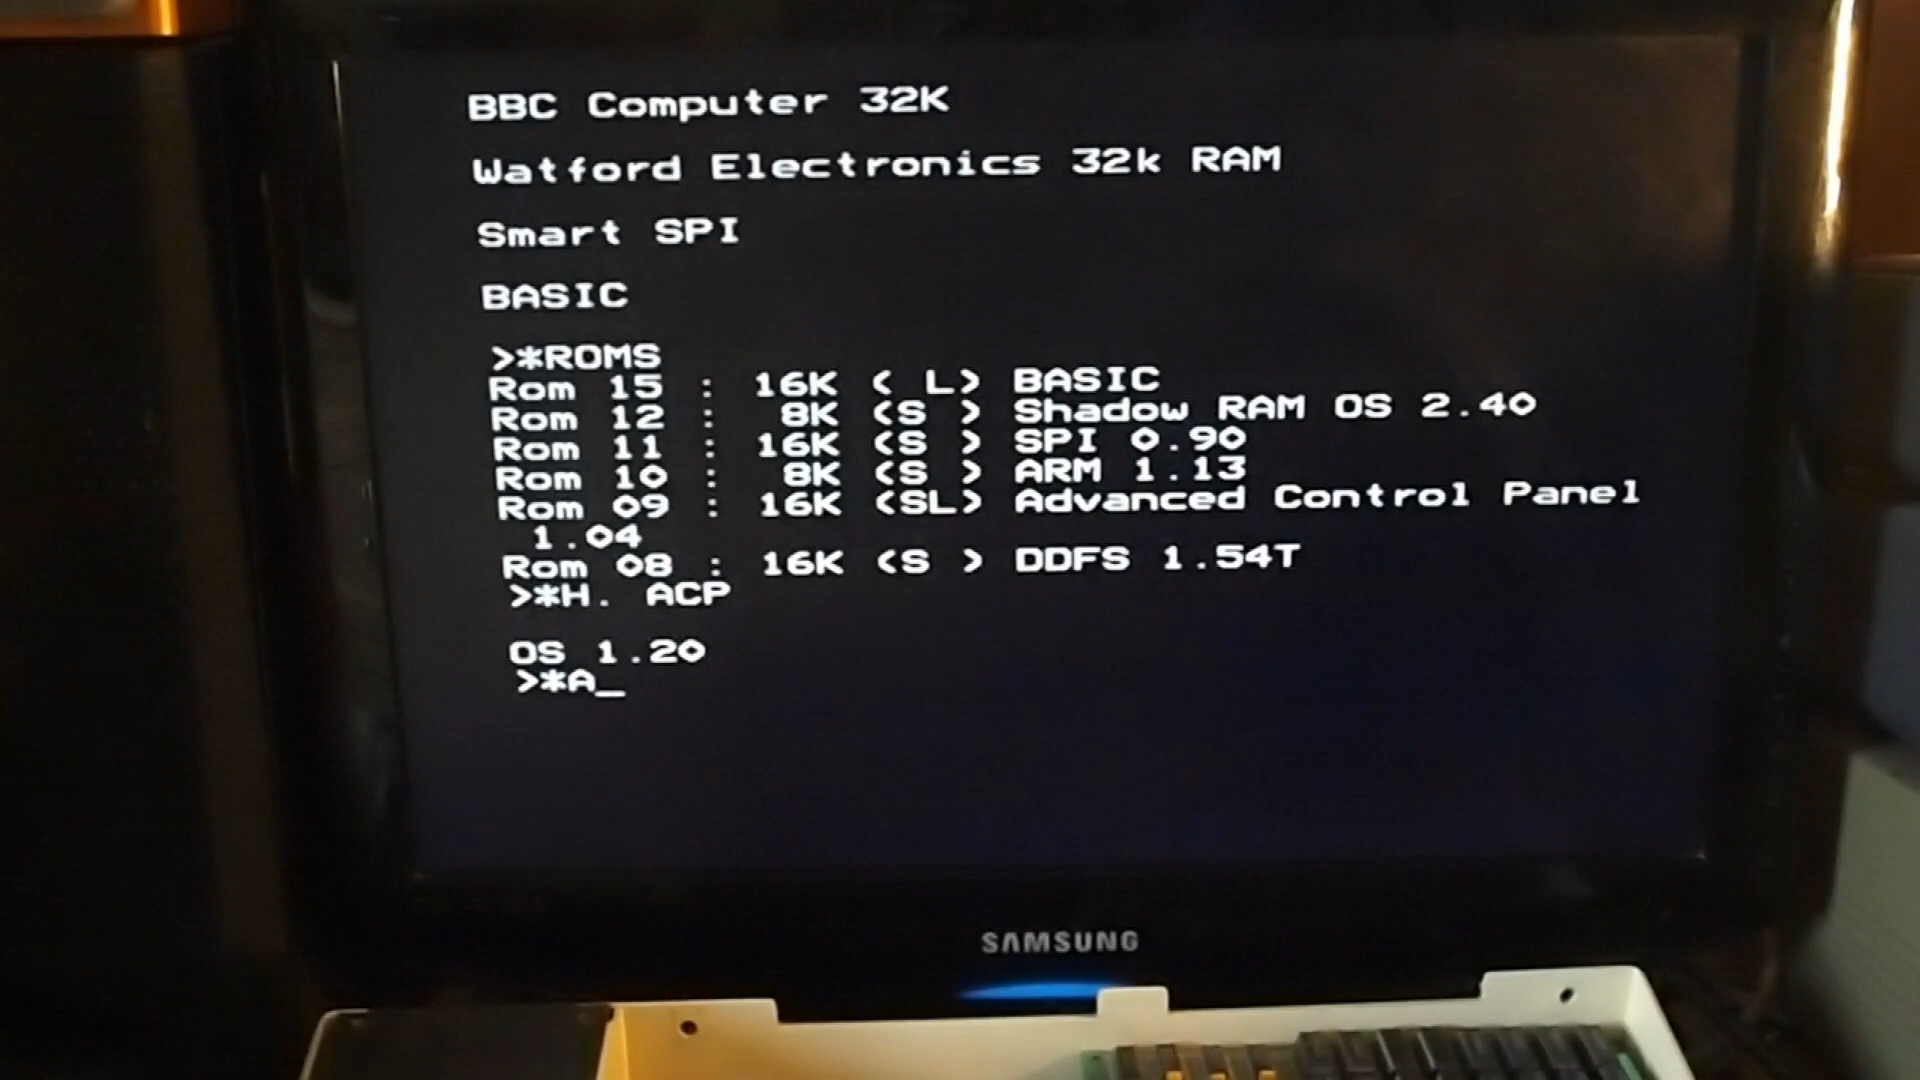 BBC Computer 32K
Watford Electronics 32k RAM
Smart SPI
BASIC
>*ROMS
Rom 15 : 16K ( L) BASIC
Rom 12 : 8K (S ) Shadow RAM OS 2.40
Rom 11 : 16K (S ) SPI 0.90
Rom 10 : 8K (S ) ARM 1.13
Rom 09 : 16K (SL) Advanced Control Panel
1.04
Rom 08 : 16K (S ) DDFS 1.54T
>*H. ACP
OS 1.20
>*A_
SAMSUNG